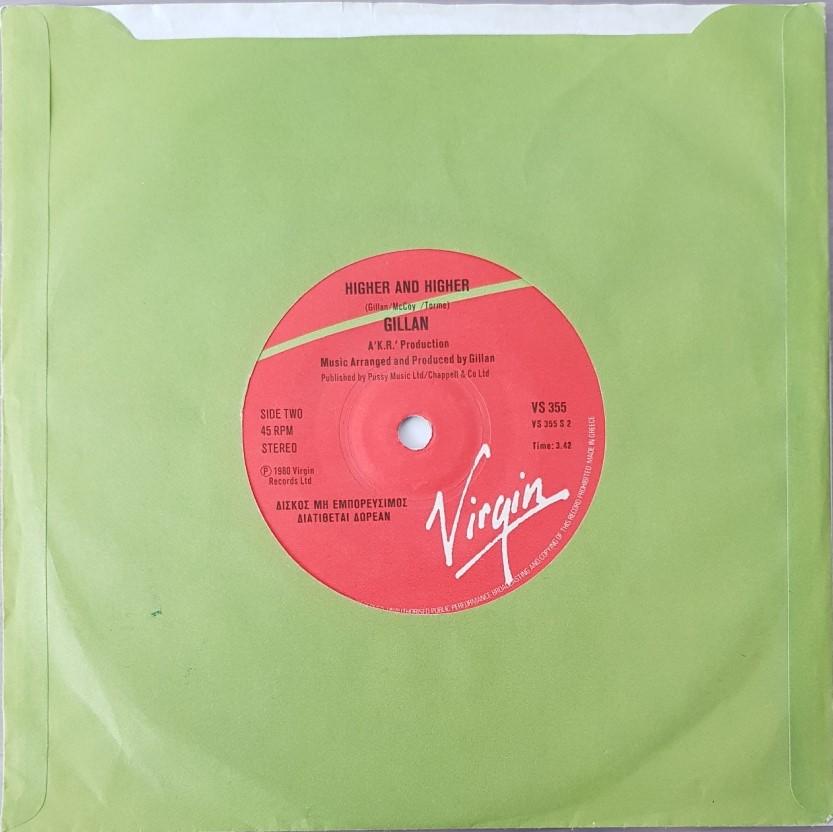 HIGHER AND HIGHER
(Gillan/McCoy /Torme)
GILLAN
A'K.R.' Production
Music Arranged and Produced by Gillan
Published by Pussy Music Ltd/Chappell & Co Ltd
SIDE TWO
45 RPM
STEREO
℗ 1980 Virgin
Records Ltd
ΔΙΣΚΟΣ ΜΗ ΕΜΠΟΡΕΥΣΙΜΟΣ
ΔΙΑΤΙΘΕΤΑΙ ΔΩΡΕΑΝ
VS 355
VS 355 S 2
Time: 3.42
Virgin
PUBLIC PERFORMANCE BROADCASTING AND COPYING OF THIS RECORD PROHIBITED MADE IN GREECE